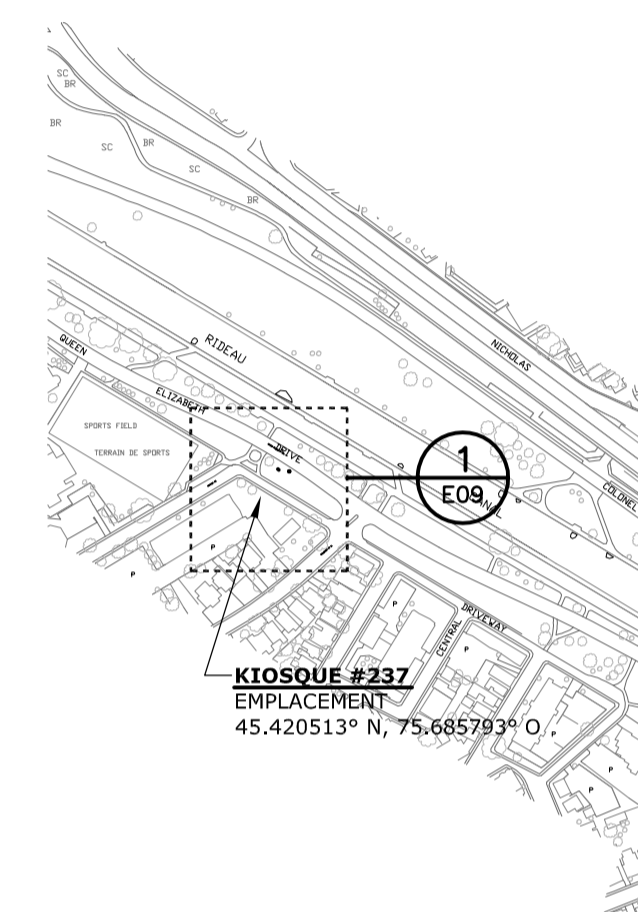 SC
BR
BR
SC
BR
SC
BR
NICHOLAS
RIDEAU
QUEEN
ELIZABETH
DRIVE
SPORTS FIELD
TERRAIN DE SPORTS
1
E09
CANAL
COLONEL
P
P
P
P
DRIVEWAY
CENTRAL
KIOSQUE #237
EMPLACEMENT
45.420513° N, 75.685793° O
P
P
P
P